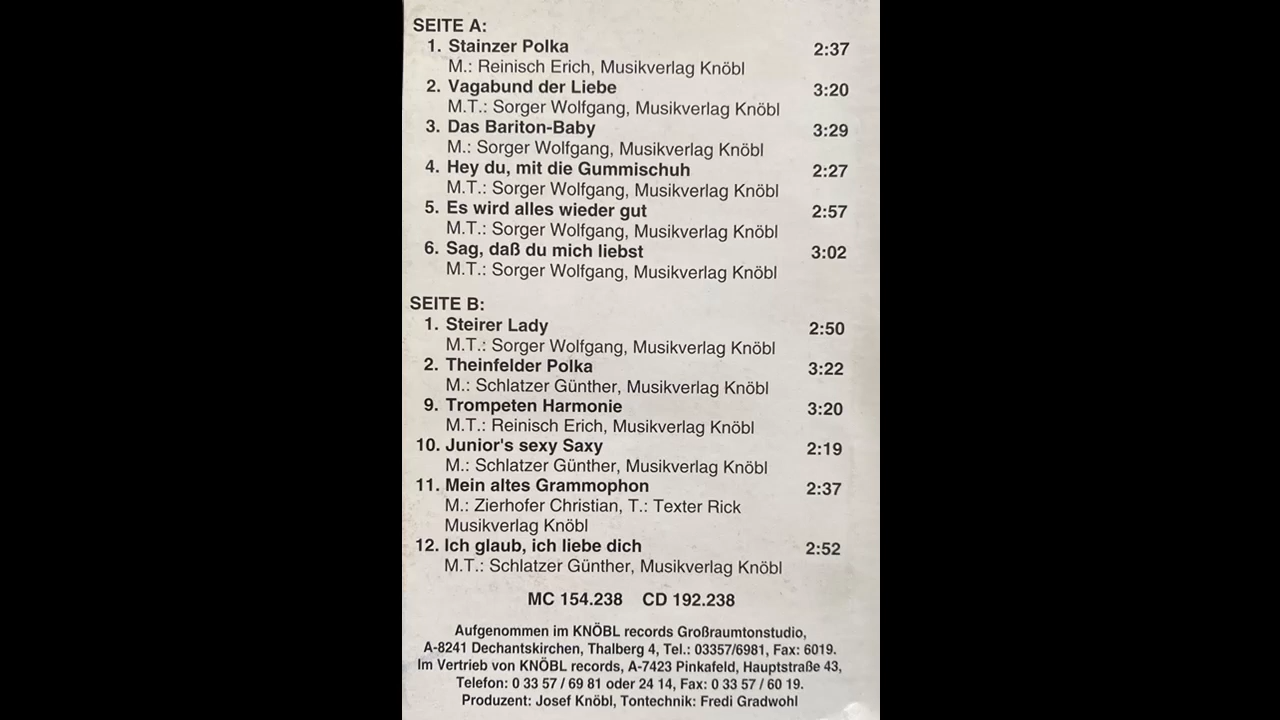 SEITE A:
1. Stainzer Polka 2:37
M.: Reinisch Erich, Musikverlag Knöbl
2. Vagabund der Liebe 3:20
M.T.: Sorger Wolfgang, Musikverlag Knöbl
3. Das Bariton-Baby 3:29
M.: Sorger Wolfgang, Musikverlag Knöbl
4. Hey du, mit die Gummischuh 2:27
M.T.: Sorger Wolfgang, Musikverlag Knöbl
5. Es wird alles wieder gut 2:57
M.T.: Sorger Wolfgang, Musikverlag Knöbl
6. Sag, daß du mich liebst 3:02
M.T.: Sorger Wolfgang, Musikverlag Knöbl
SEITE B:
1. Steirer Lady 2:50
M.T.: Sorger Wolfgang, Musikverlag Knöbl
2. Theinfelder Polka 3:22
M.: Schlatzer Günther, Musikverlag Knöbl
9. Trompeten Harmonie 3:20
M.T.: Reinisch Erich, Musikverlag Knöbl
10. Junior's sexy Saxy 2:19
M.: Schlatzer Günther, Musikverlag Knöbl
11. Mein altes Grammophon 2:37
M.: Zierhofer Christian, T.: Texter Rick
Musikverlag Knöbl
12. Ich glaub, ich liebe dich 2:52
M.T.: Schlatzer Günther, Musikverlag Knöbl
MC 154.238 CD 192.238
Aufgenommen im KNÖBL records Großraumtonstudio,
A-8241 Dechantskirchen, Thalberg 4, Tel.: 03357/6981, Fax: 6019.
Im Vertrieb von KNÖBL records, A-7423 Pinkafeld, Hauptstraße 43,
Telefon: 0 33 57 / 69 81 oder 24 14, Fax: 0 33 57 / 60 19.
Produzent: Josef Knöbl, Tontechnik: Fredi Gradwohl